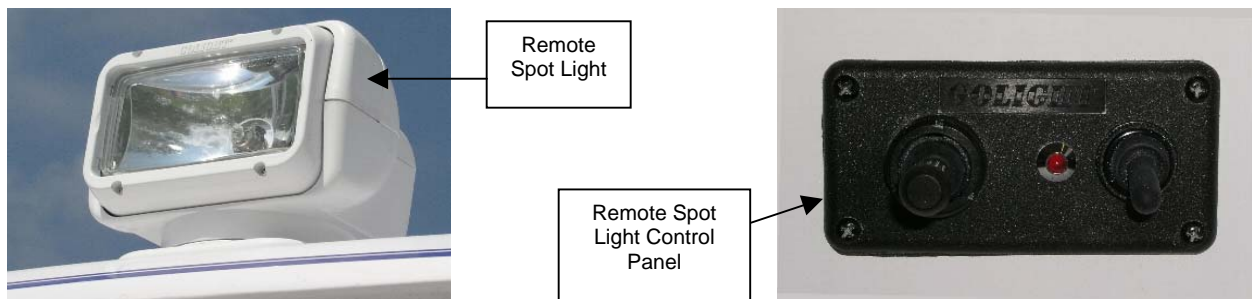 Remote
Spot Light
GOLIGHT
Remote Spot
Light Control
Panel